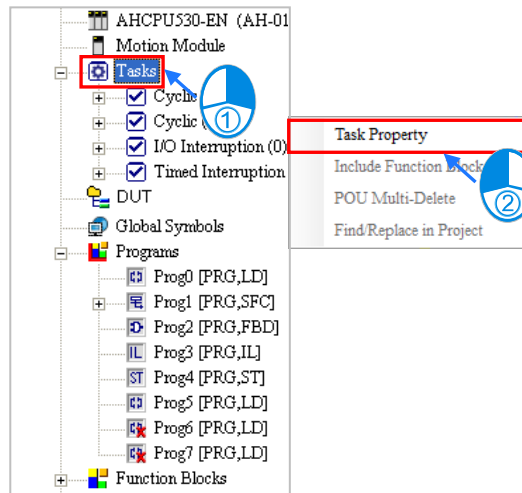 AHCPU530-EN (AH-01
Motion Module
Tasks
Cyclic
Cyclic (
I/O Interruption (0)
Timed Interruption
①
Task Property
Include Function Block
POU Multi-Delete
Find/Replace in Project
②
DUT
Global Symbols
Programs
Prog0 [PRG,LD]
Prog1 [PRG,SFC]
Prog2 [PRG,FBD]
IL Prog3 [PRG,IL]
ST Prog4 [PRG,ST]
Prog5 [PRG,LD]
Prog6 [PRG,LD]
Prog7 [PRG,LD]
Function Blocks